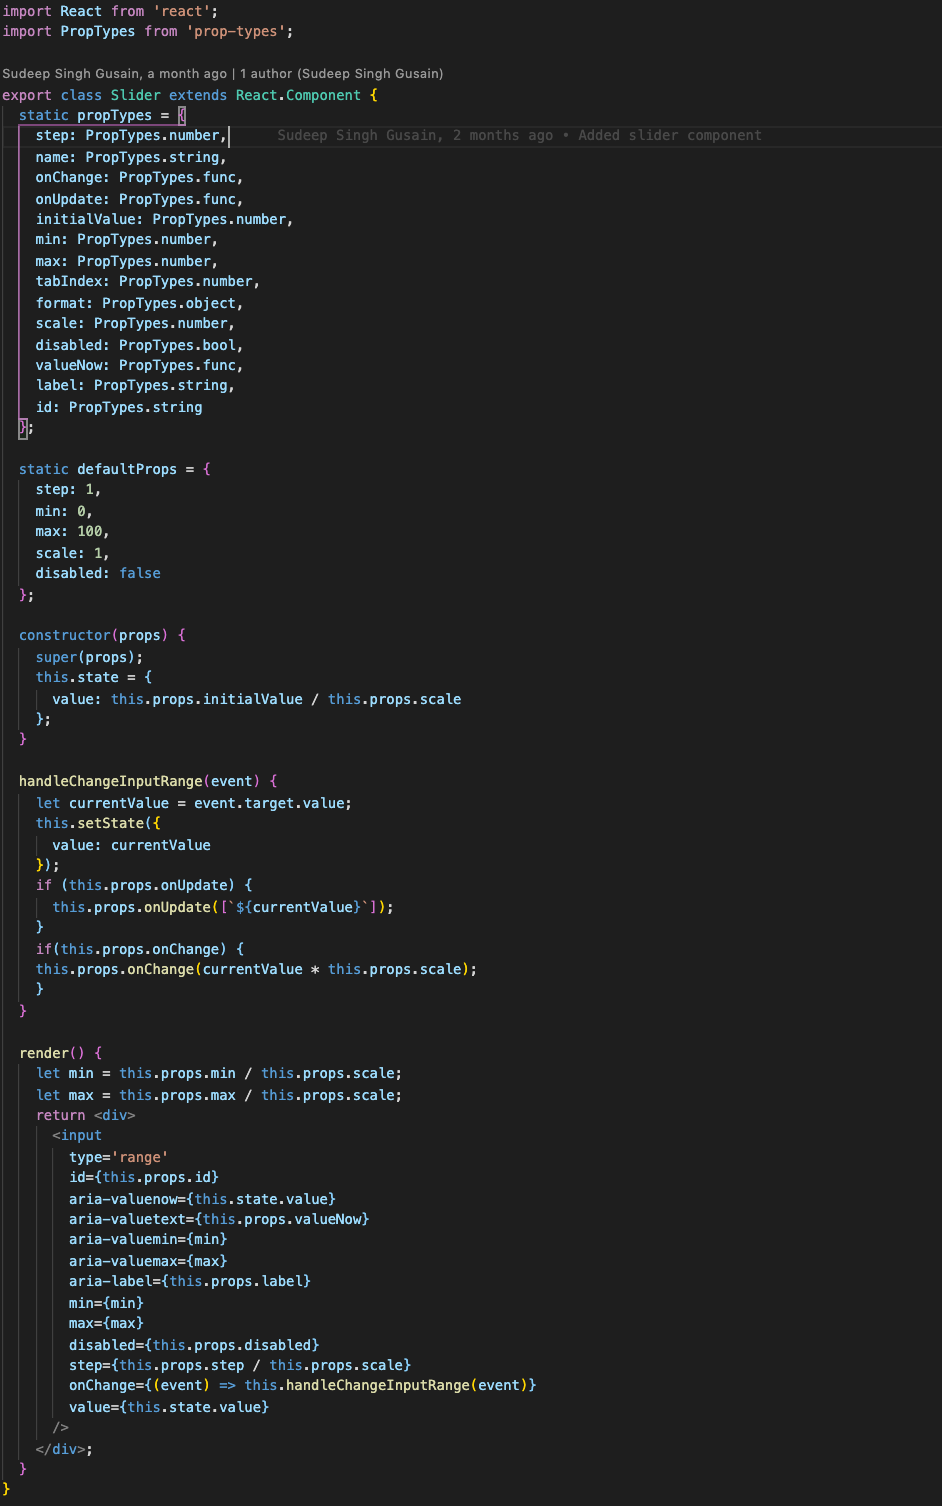 import React from 'react';
import PropTypes from 'prop-types';
Sudeep Singh Gusain, a month ago | 1 author (Sudeep Singh Gusain)
export class Slider extends React.Component {
  static propTypes = {
    step: PropTypes.number,      Sudeep Singh Gusain, 2 months ago • Added slider component
    name: PropTypes.string,
    onChange: PropTypes.func,
    onUpdate: PropTypes.func,
    initialValue: PropTypes.number,
    min: PropTypes.number,
    max: PropTypes.number,
    tabIndex: PropTypes.number,
    format: PropTypes.object,
    scale: PropTypes.number,
    disabled: PropTypes.bool,
    valueNow: PropTypes.func,
    label: PropTypes.string,
    id: PropTypes.string
  };
  static defaultProps = {
    step: 1,
    min: 0,
    max: 100,
    scale: 1,
    disabled: false
  };
  constructor(props) {
    super(props);
    this.state = {
      value: this.props.initialValue / this.props.scale
    };
  }
  handleChangeInputRange(event) {
    let currentValue = event.target.value;
    this.setState({
      value: currentValue
    });
    if (this.props.onUpdate) {
      this.props.onUpdate([`${currentValue}`]);
    }
    if(this.props.onChange) {
    this.props.onChange(currentValue * this.props.scale);
    }
  }
  render() {
    let min = this.props.min / this.props.scale;
    let max = this.props.max / this.props.scale;
    return <div>
      <input
        type='range'
        id={this.props.id}
        aria-valuenow={this.state.value}
        aria-valuetext={this.props.valueNow}
        aria-valuemin={min}
        aria-valuemax={max}
        aria-label={this.props.label}
        min={min}
        max={max}
        disabled={this.props.disabled}
        step={this.props.step / this.props.scale}
        onChange={(event) => this.handleChangeInputRange(event)}
        value={this.state.value}
      />
    </div>;
  }
}